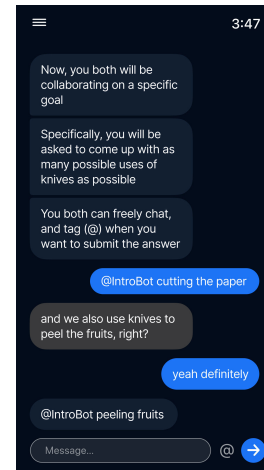 3:47
Now, you both will be
collaborating on a specific
goal
Specifically, you will be
asked to come up with as
many possible uses of
knives as possible
You both can freely chat,
and tag (@) when you
want to submit the answer
@IntroBot cutting the paper
and we also use knives to
peel the fruits, right?
yeah definitely
@IntroBot peeling fruits
Message... @